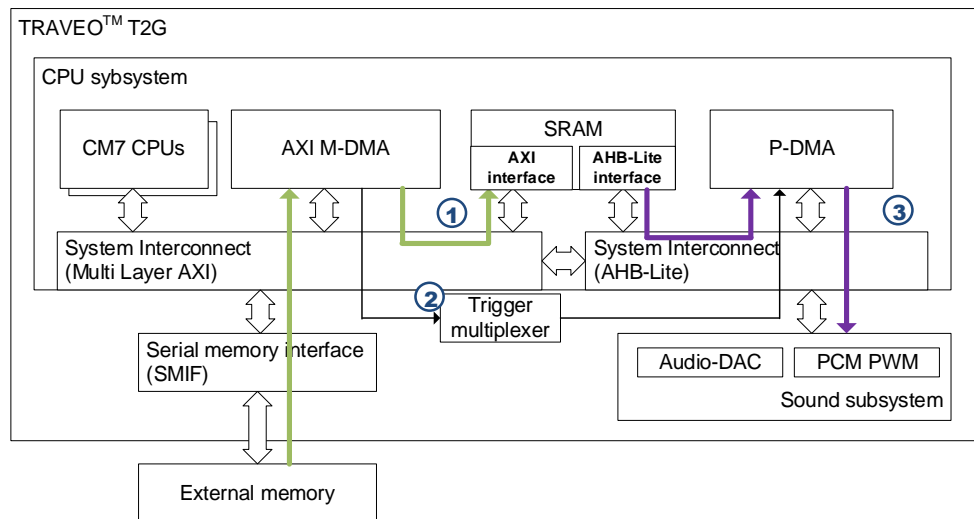 TRAVEO™ T2G
CPU sybsystem
CM7 CPUs
AXI M-DMA
SRAM
AXI
interface
AHB-Lite
interface
P-DMA
1
3
System Interconnect
(Multi Layer AXI)
System Interconnect
(AHB-Lite)
2
Trigger
multiplexer
Serial memory interface
(SMIF)
Audio-DAC
PCM PWM
Sound subsystem
External memory